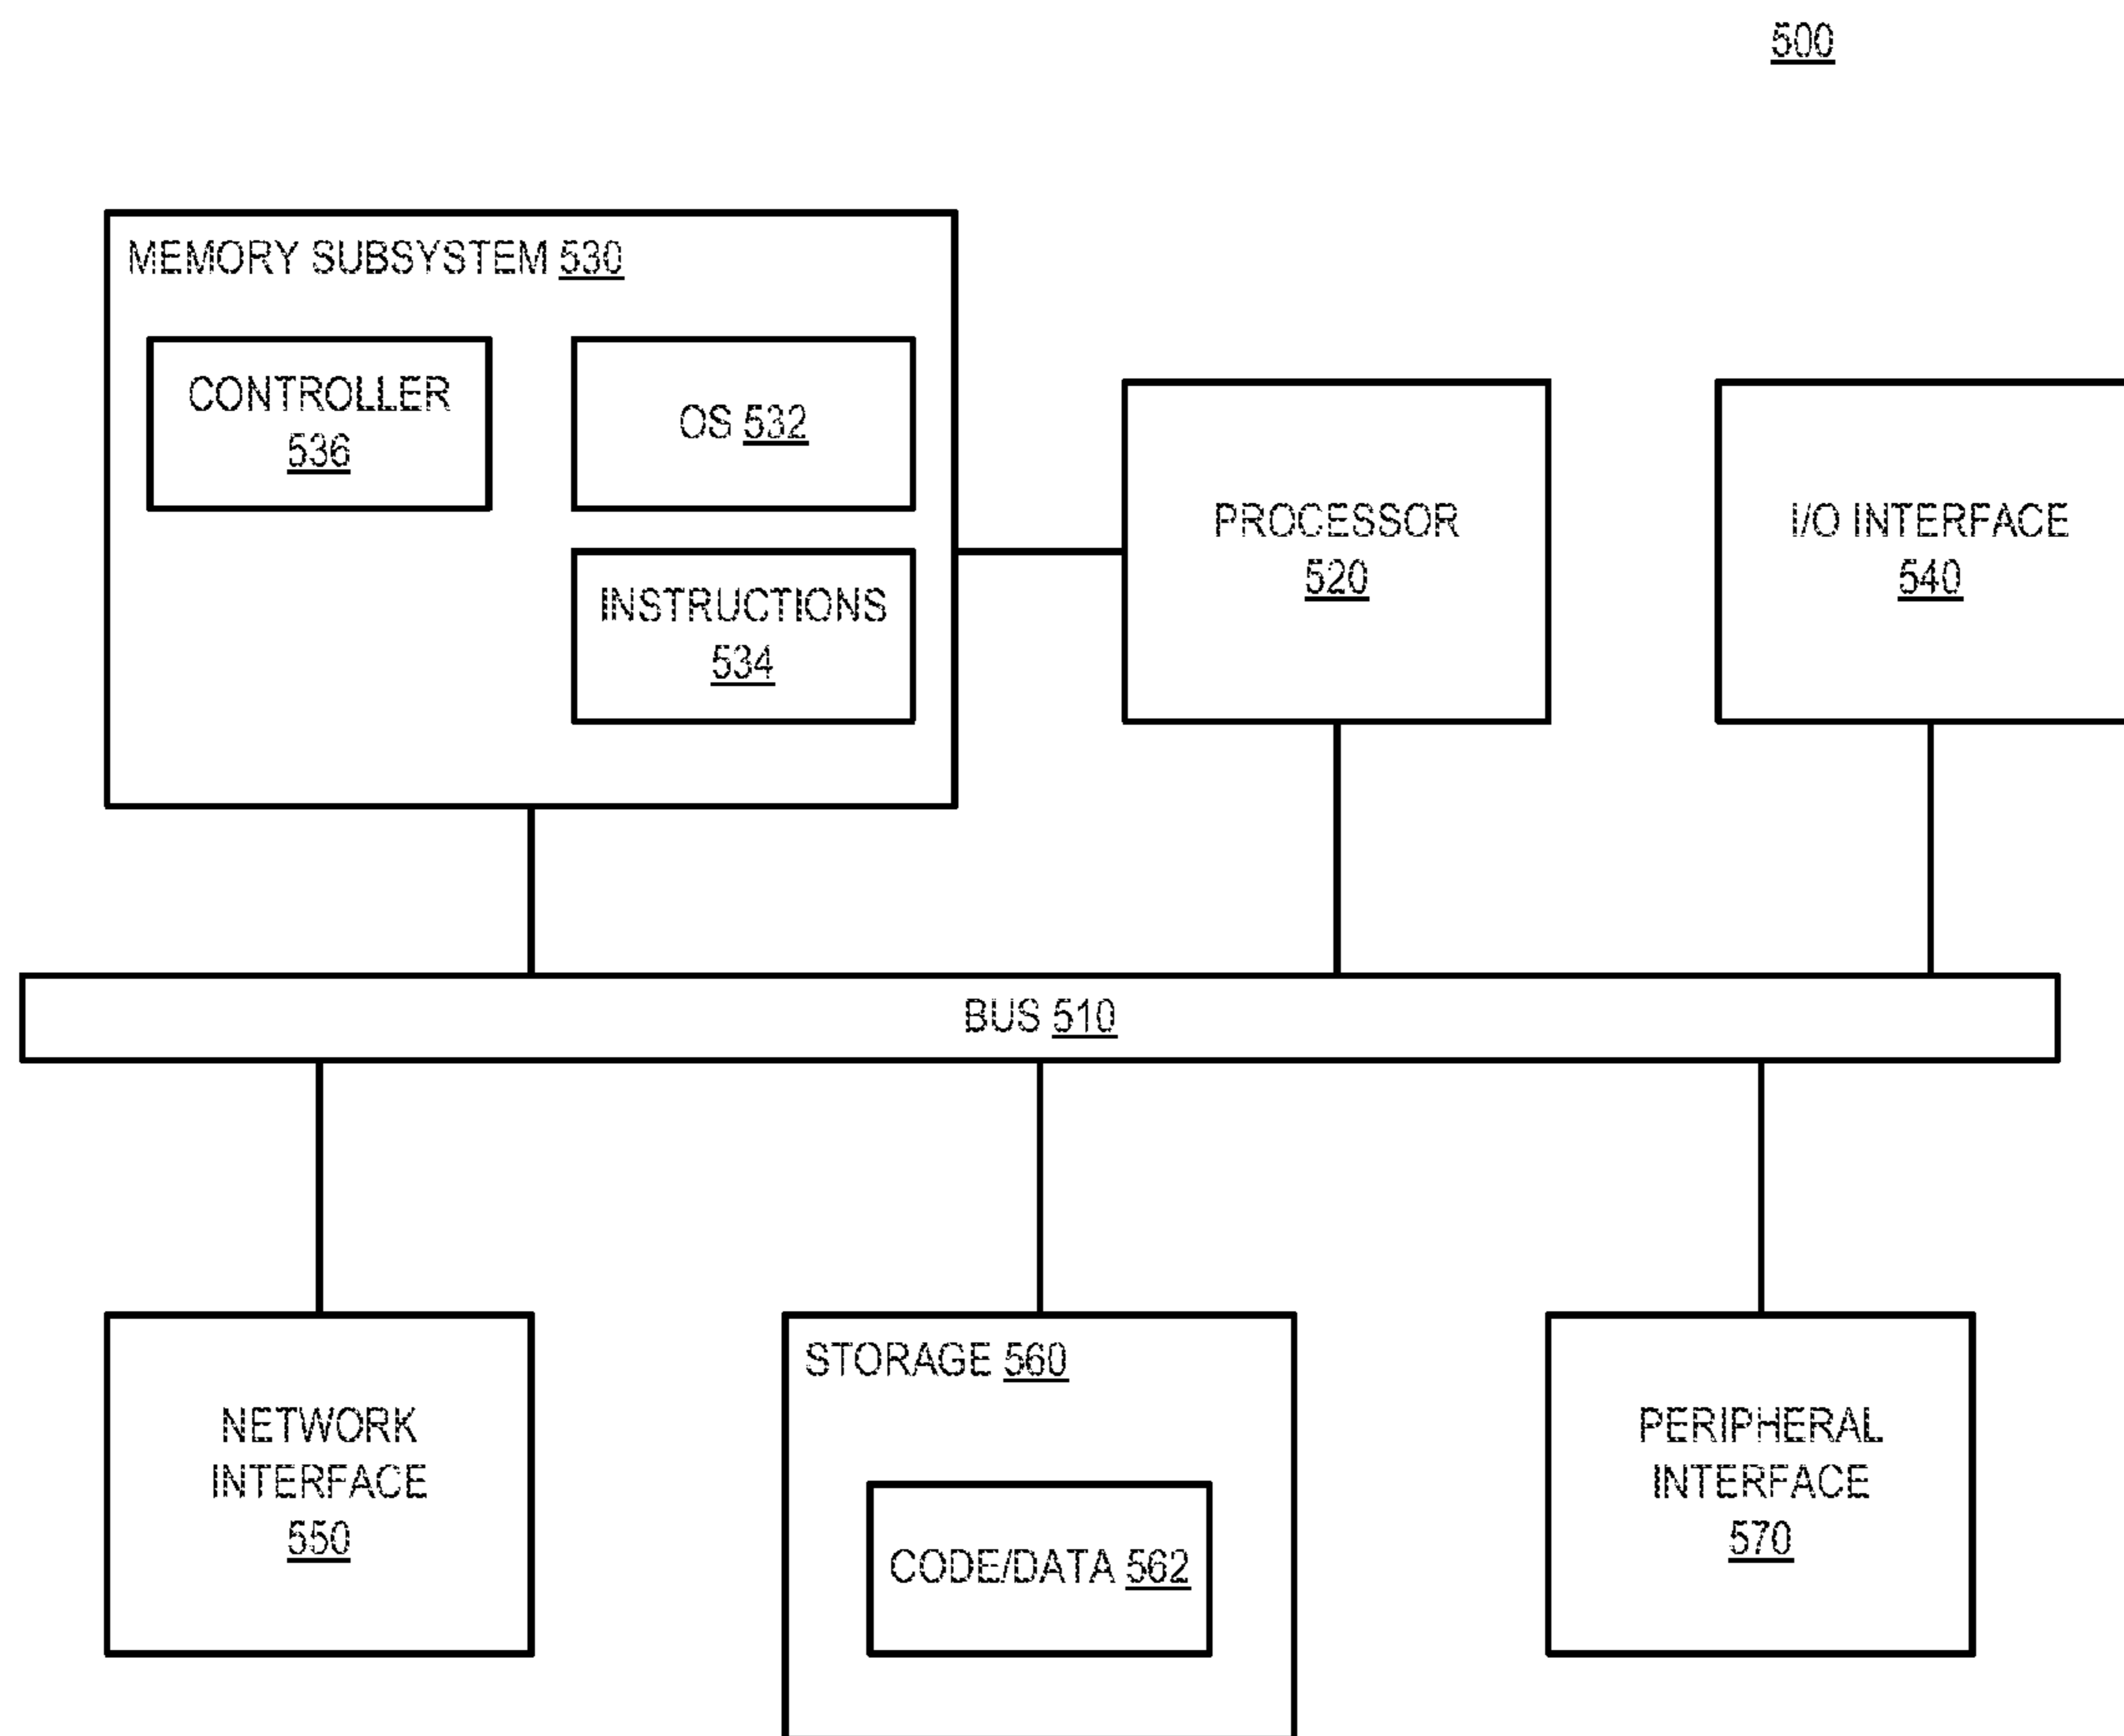 500
MEMORY SUBSYSTEM 530
CONTROLLER
536
OS 532
INSTRUCTIONS
534
PROCESSOR
520
I/O INTERFACE
540
BUS 510
NETWORK
INTERFACE
550
STORAGE 560
CODE/DATA 562
PERIPHERAL
INTERFACE
570